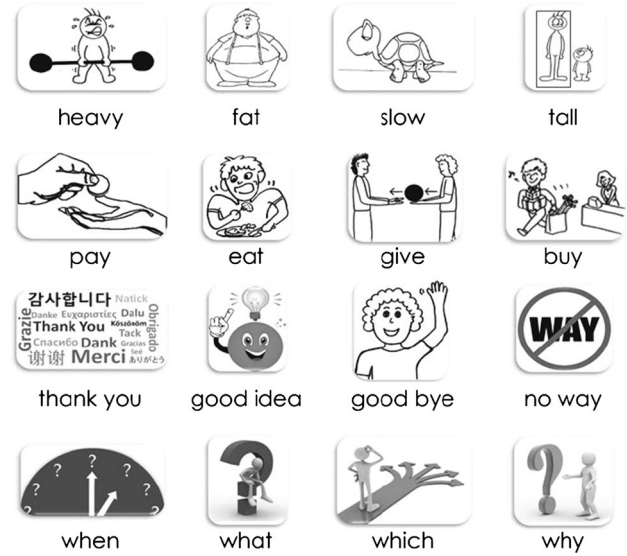 heavy
fat
slow
tall
pay
eat
give
buy
Grazie
감사합니다 Natick
Danke Ευχαριστίες Dalu
Thank You Köszönöm
Tack
Спасибо Dank Gracias
谢谢 Merci Seé
ありがとう
Obrigado
WAY
thank you
good idea
good bye
no way
? ? ? ? ? ? ?
?
?
when
what
which
why